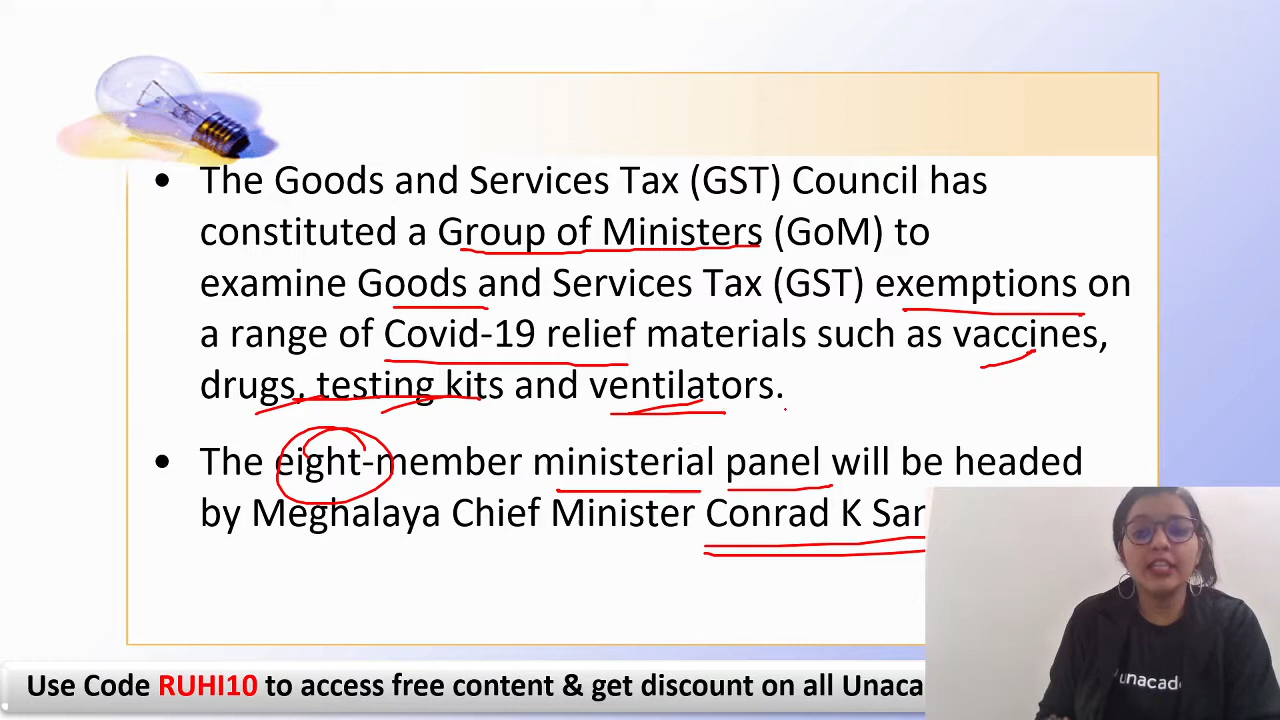 • The Goods and Services Tax (GST) Council has
constituted a Group of Ministers (GoM) to
examine Goods and Services Tax (GST) exemptions on
a range of Covid-19 relief materials such as vaccines,
drugs, testing kits and ventilators.
• The eight-member ministerial panel will be headed
by Meghalaya Chief Minister Conrad K
Use Code RUHI10 to access free content & get discount on all